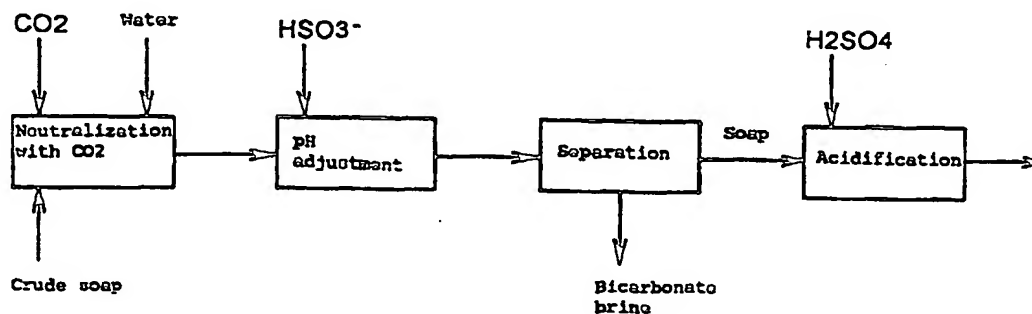 CO2
Water
HSO3-
H2SO4
Neutralization
with CO2
pH
adjustment
Separation
Soap
Acidification
Crude soap
Bicarbonate
brine